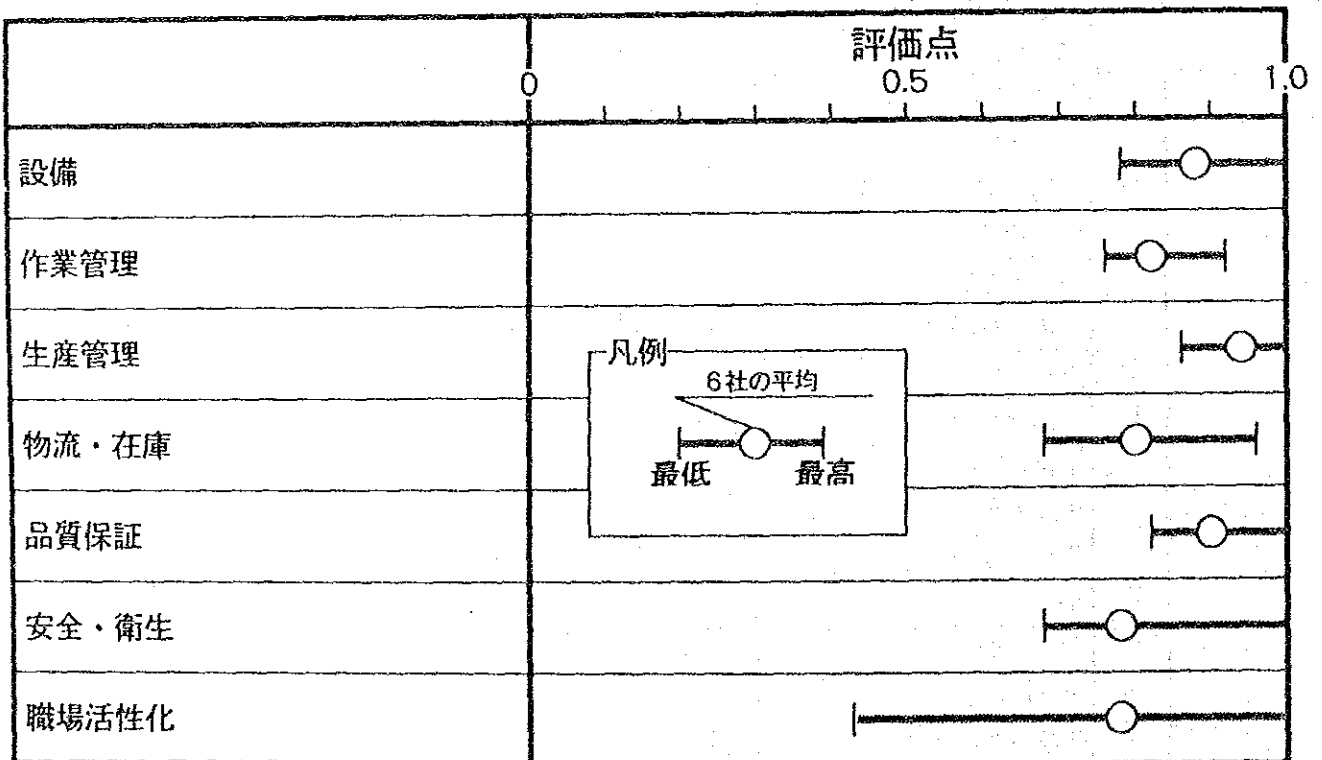 評価点
0
0.5
1.0
設備
作業管理
生産管理
物流・在庫
品質保証
安全・衛生
職場活性化
凡例
6社の平均
最低
最高